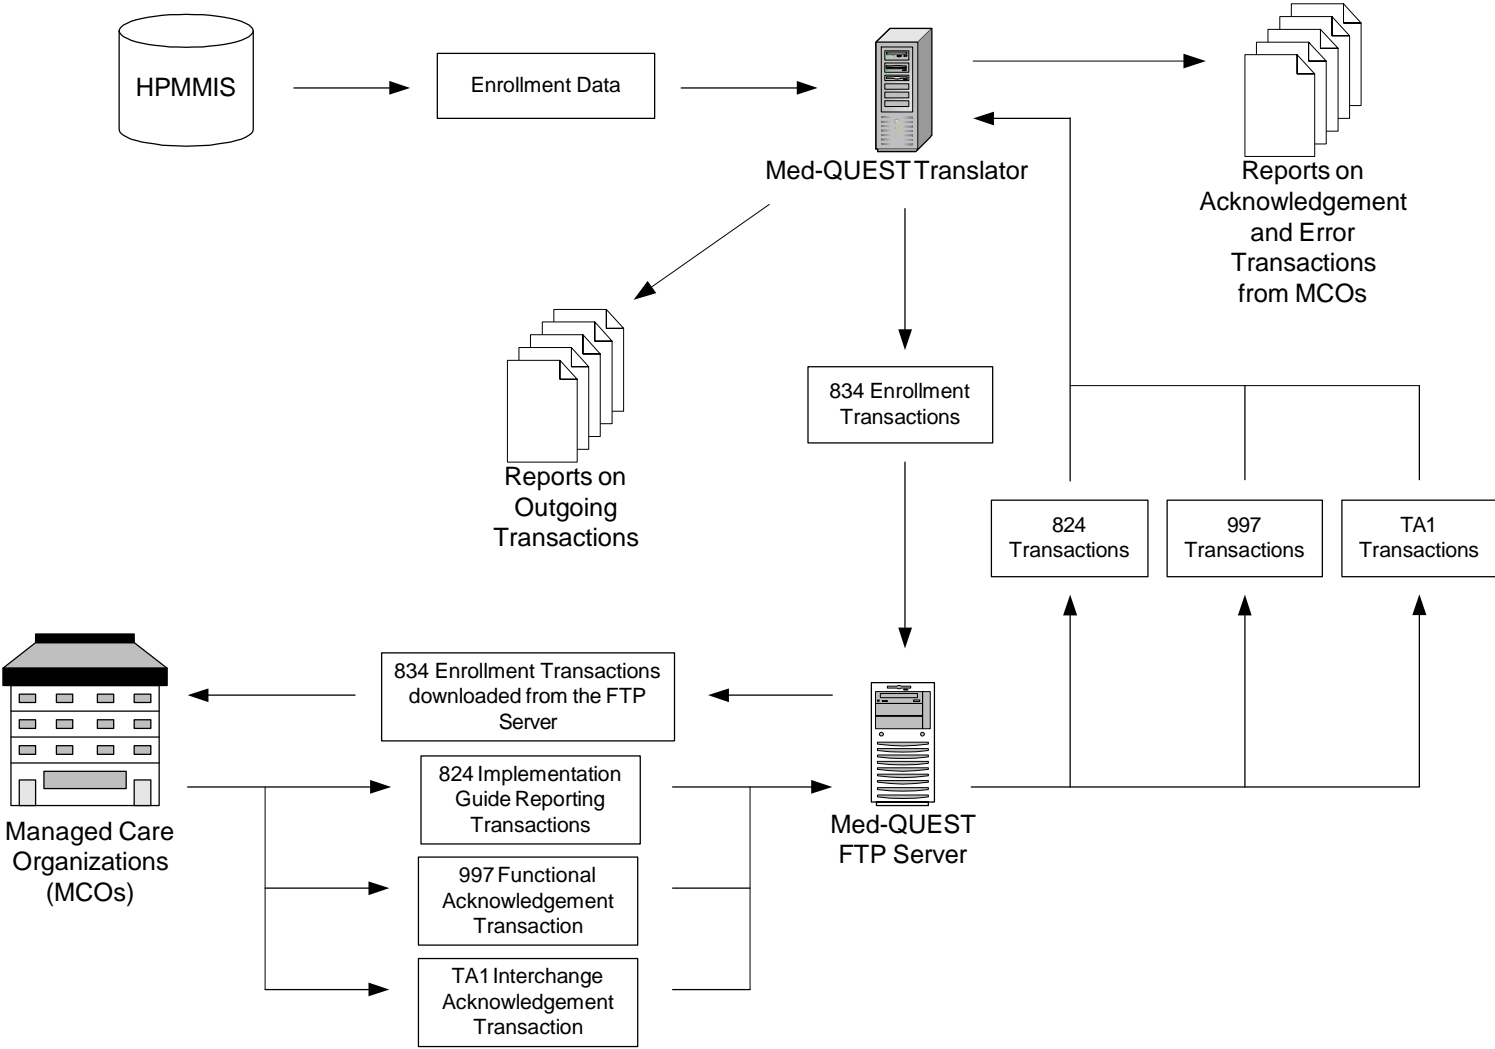 HPMMIS
Enrollment Data
Med-QUEST Translator
Reports on
Acknowledgement
and Error
Transactions
from MCOs
834 Enrollment
Transactions
Reports on
Outgoing
Transactions
824
Transactions
997
Transactions
TA1
Transactions
834 Enrollment Transactions
downloaded from the FTP
Server
824 Implementation
Guide Reporting
Transactions
Managed Care
Organizations
(MCOs)
Med-QUEST
FTP Server
997 Functional
Acknowledgement
Transaction
TA1 Interchange
Acknowledgement
Transaction